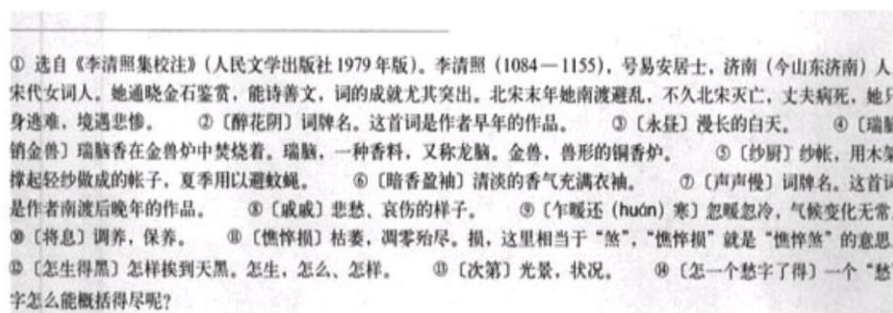 ① 选自《李清照集校注》(人民文学出版社1979年版)。李清照(1084—1155),号易安居士,济南(今山东济南)人
宋代女词人。她通晓金石鉴赏,能诗善文,词的成就尤其突出。北宋末年她南渡避乱,不久北宋灭亡,丈夫病死,她只
身逃难,境遇悲惨。 ②〔醉花阴〕词牌名。这首词是作者早年的作品。 ③〔永昼〕漫长的白天。 ④〔瑞脑
销金兽〕瑞脑香在金兽炉中焚烧着。瑞脑,一种香料,又称龙脑。金兽,兽形的铜香炉。 ⑤〔纱厨〕纱帐,用木架
撑起轻纱做成的帐子,夏季用以避蚊蝇。 ⑥〔暗香盈袖〕清淡的香气充满衣袖。 ⑦〔声声慢〕词牌名。这首词
是作者南渡后晚年的作品。 ⑧〔戚戚〕悲愁、哀伤的样子。 ⑨〔乍暖还(huán)寒〕忽暖忽冷,气候变化无常
⑩〔将息〕调养,保养。 ⑪〔憔悴损〕枯萎,凋零殆尽。损,这里相当于“煞”,“憔悴损”就是“憔悴煞”的意思
⑫〔怎生得黑〕怎样挨到天黑。怎生,怎么、怎样。 ⑬〔次第〕光景,状况。 ⑭〔怎一个愁字了得〕一个“愁”
字怎么能概括得尽呢?